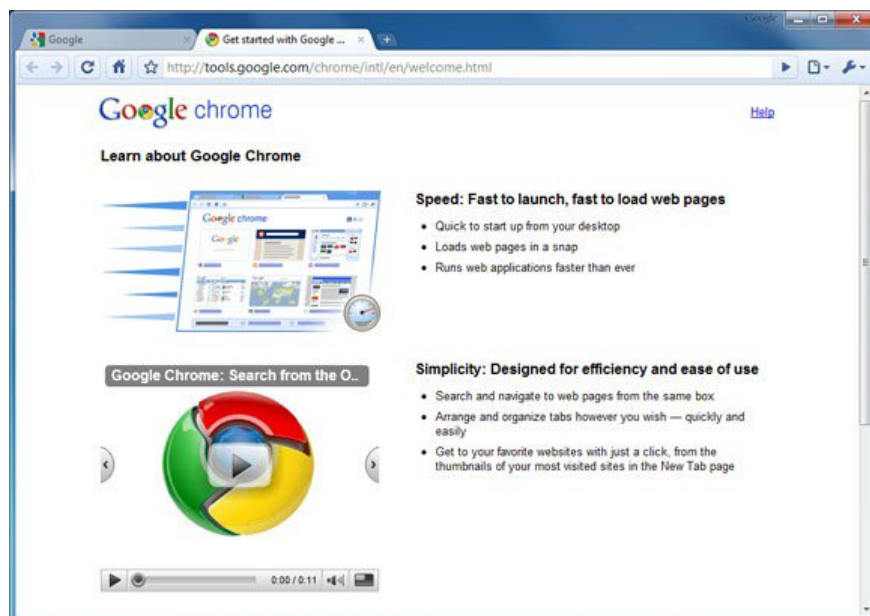 Google
Google
Get started with Google ...
http://tools.google.com/chrome/intl/en/welcome.html
Google chrome
Help
Learn about Google Chrome
Google chrome
Google
Speed: Fast to launch, fast to load web pages
• Quick to start up from your desktop
• Loads web pages in a snap
• Runs web applications faster than ever
Google Chrome: Search from the O..
Simplicity: Designed for efficiency and ease of use
• Search and navigate to web pages from the same box
• Arrange and organize tabs however you wish — quickly and
easily
• Get to your favorite websites with just a click, from the
thumbnails of your most visited sites in the New Tab page
0:00 / 0:11